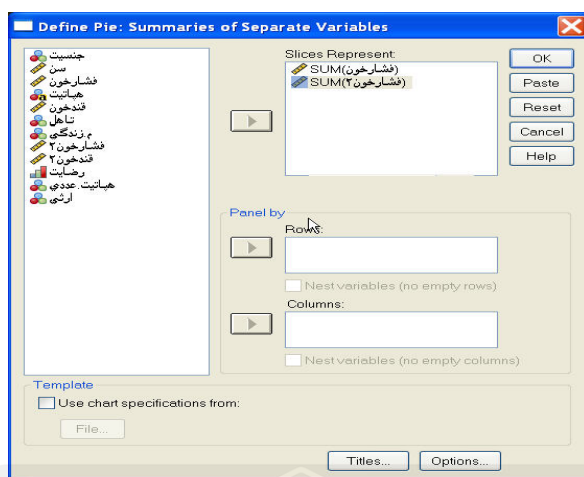 Define Pie: Summaries of Separate Variables
جنسیت
سن
فشارخون
هپاتیت
قندخون
تاهل
م.زندگی
فشارخون۲
قندخون۲
رضایت
هپاتیت.عددی
ارثی
Slices Represent:
SUM(فشارخون)
SUM(فشارخون۲)
OK
Paste
Reset
Cancel
Help
Panel by
Rows:
Nest variables (no empty rows)
Columns:
Nest variables (no empty columns)
Template
Use chart specifications from:
File...
Titles...
Options...